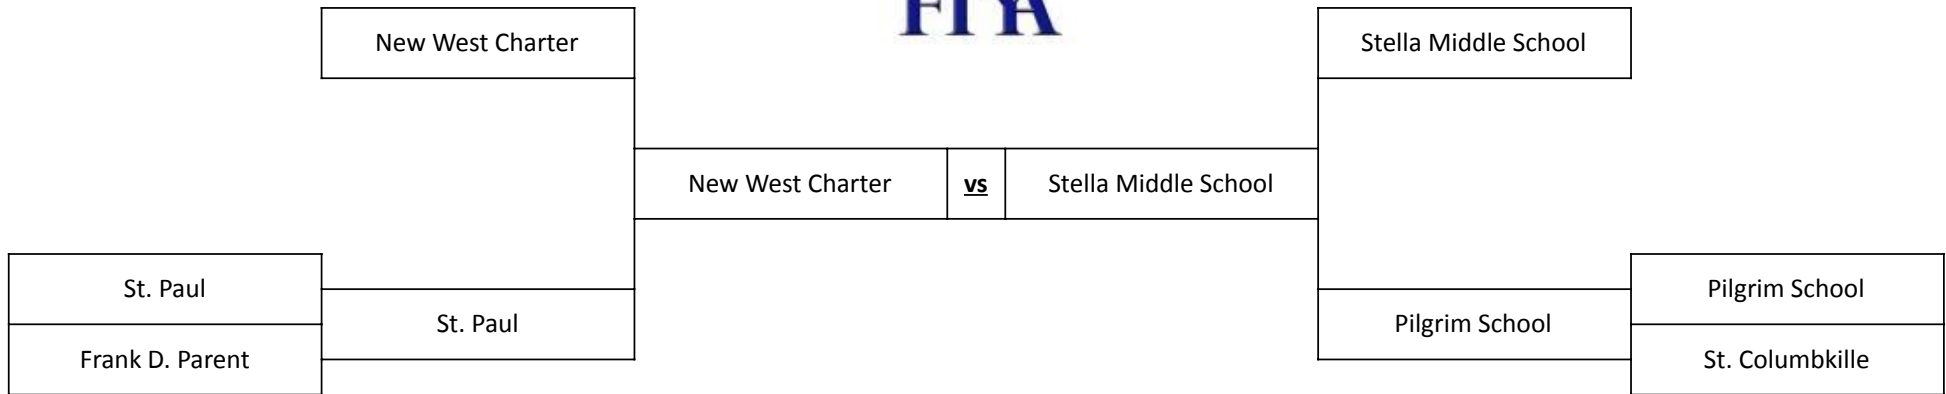 FIYA
New West Charter
Stella Middle School
New West Charter vs Stella Middle School
St. Paul
Pilgrim School
St. Paul
Pilgrim School
Frank D. Parent
St. Columbkille